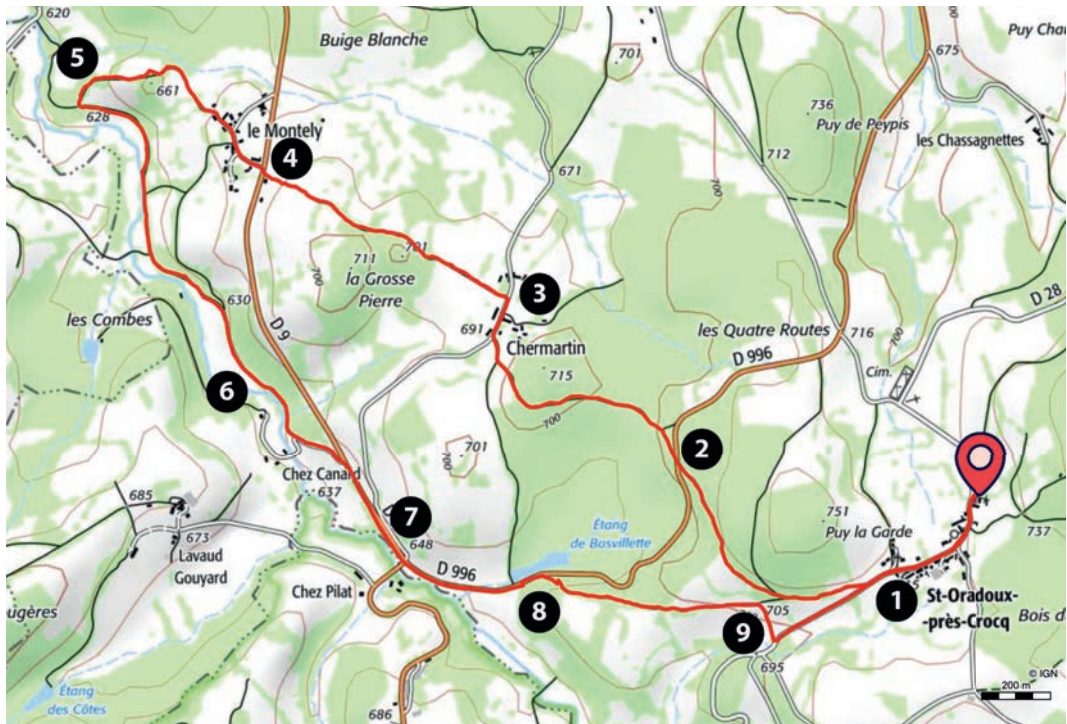 620
5
Buige Blanche
701
675
Puy Chau
661
628
736
Puy de Peypis
les Chassagnettes
le Montely
4
712
671
700
711
701
la Grosse
Pierre
700
3
630
les Combes
D 9
691
Chermartin
les Quatre Routes
716
700
D 28
D 996
Cim.
715
700
6
2
701
700
Chez Canard
637
685
673
Lavaud
Gouyard
7
648
751
Puy la Garde
737
Étang
de Basvillette
D 996
Chez Pilat
8
705
1
St-Oradoux-
-près-Crocq
Bois d
ugères
9
695
Étang
des Côtes
686
© IGN
200 m